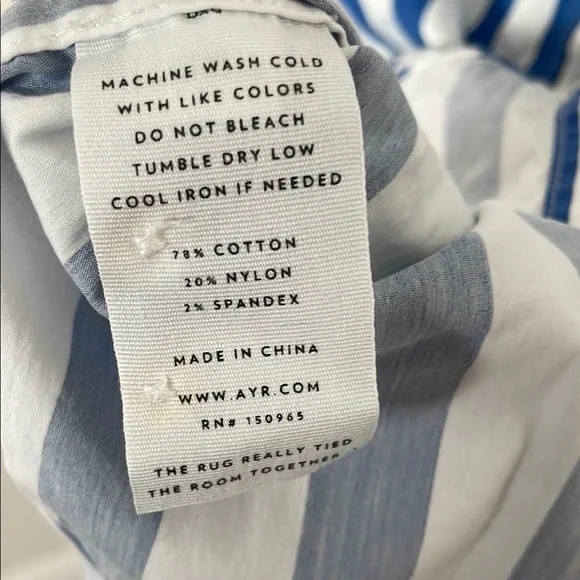 MACHINE WASH COLD
WITH LIKE COLORS
DO NOT BLEACH
TUMBLE DRY LOW
COOL IRON IF NEEDED
78% COTTON
20% NYLON
2% SPANDEX
MADE IN CHINA
WWW.AYR.COM
RN# 150965
THE RUG REALLY TIED
THE ROOM TOGETHER